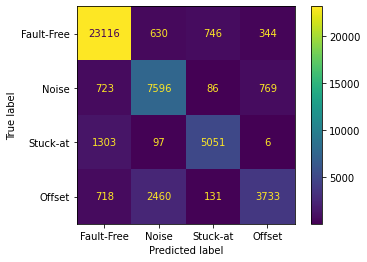 Fault-Free 23116 630 746 344
20000
Noise 723 7596 86 769
15000
True label
Stuck-at 1303 97 5051 6
10000
Offset 718 2460 131 3733
5000
Fault-Free Noise Stuck-at Offset
Predicted label